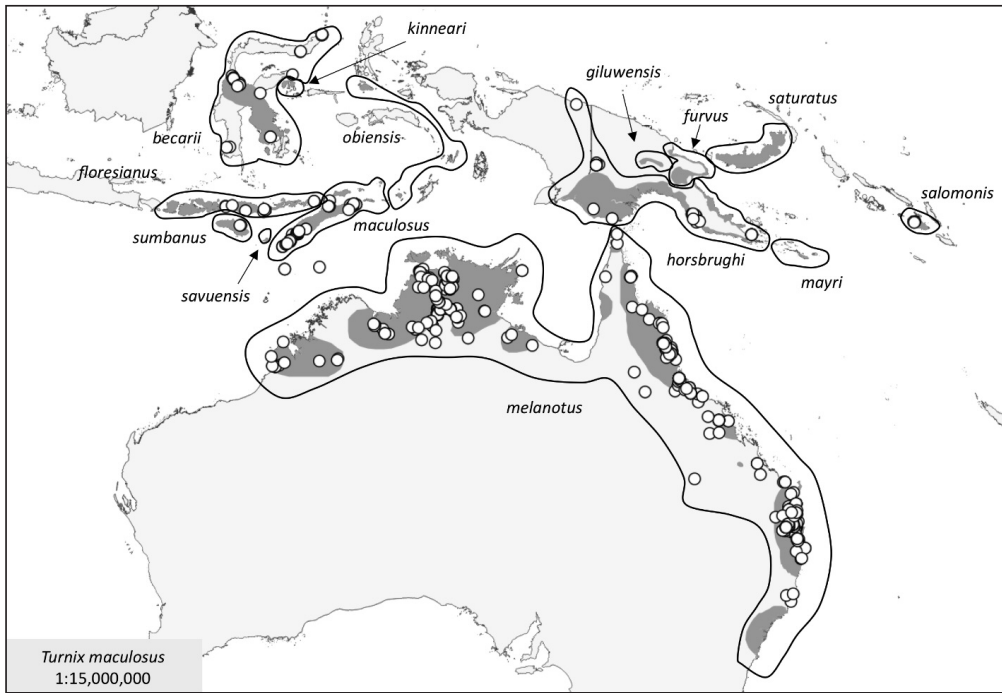 kinneari
giluwensis
saturatus
furvus
becarii
obiensis
floresianus
salomonis
sumbanus
maculosus
horsbrughi
savuensis
mayri
melanotus
Turnix maculosus
1:15,000,000